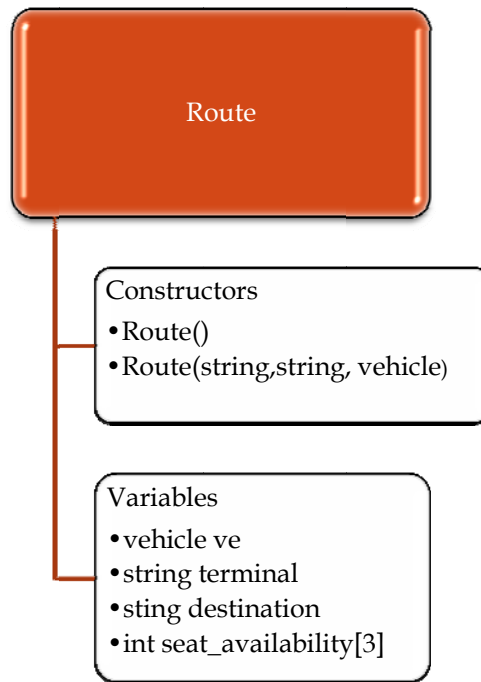 Route
Constructors
•Route()
•Route(string,string, vehicle)
Variables
•vehicle ve
•string terminal
•sting destination
•int seat_availability[3]